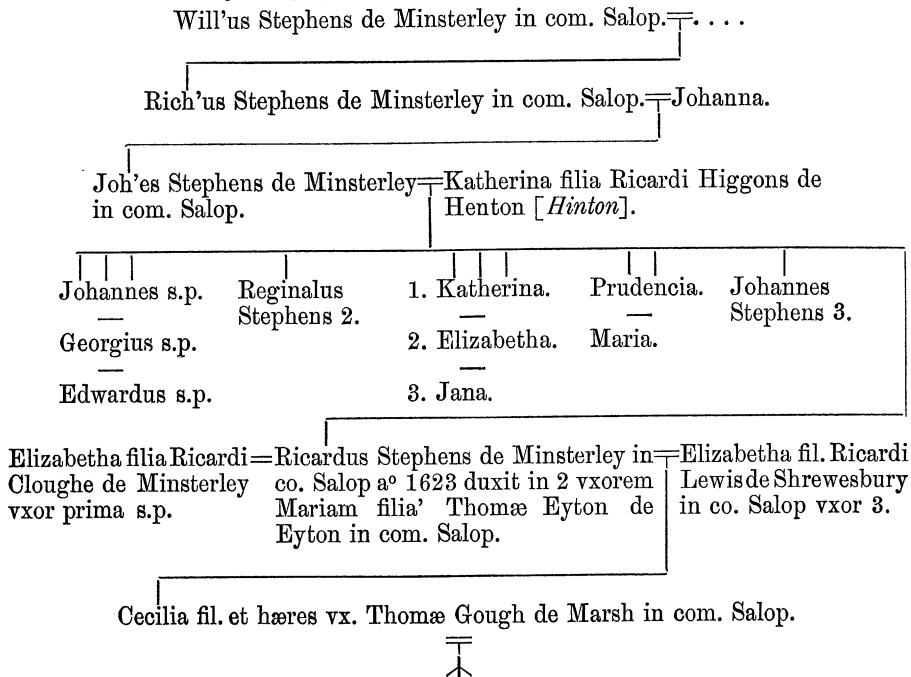 Will'us Stephens de Minsterley in com. Salop.=. . . .
Rich'us Stephens de Minsterley in com. Salop.=Johanna.
Joh'es Stephens de Minsterley=Katherina filia Ricardi Higgons de
in com. Salop. Henton [Hinton].
Johannes s.p. Reginalus 1. Katherina. Prudencia. Johannes
Stephens 2. Stephens 3.
Georgius s.p. 2. Elizabetha. Maria.
Edwardus s.p. 3. Jana.
Elizabetha filia Ricardi=Ricardus Stephens de Minsterley in=Elizabetha fil. Ricardi
Cloughe de Minsterley co. Salop aº 1623 duxit in 2 vxorem Lewis de Shrewesbury
vxor prima s.p. Mariam filia' Thomæ Eyton de in co. Salop vxor 3.
Eyton in com. Salop.
Cecilia fil. et hæres vx. Thomæ Gough de Marsh in com. Salop.